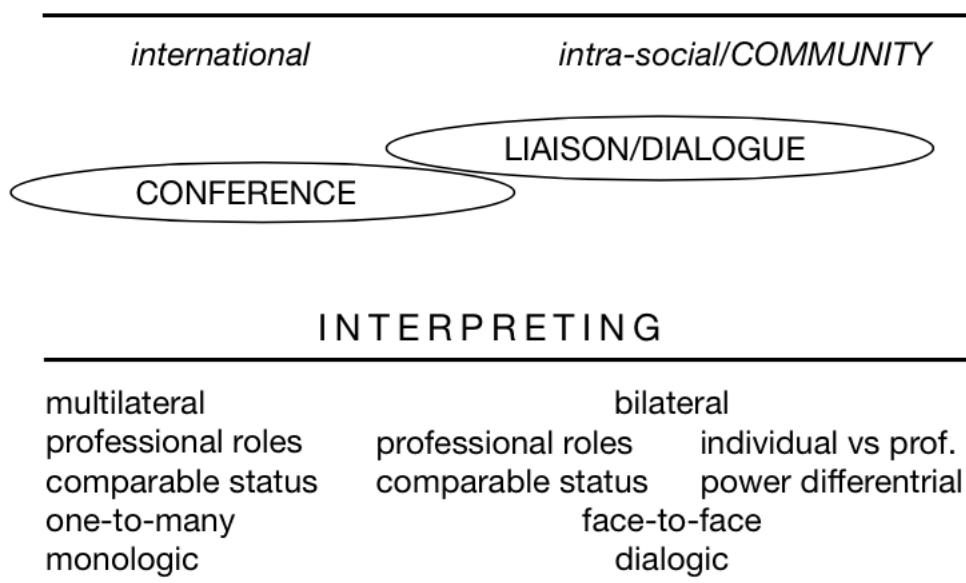 international intra-social/COMMUNITY
LIAISON/DIALOGUE
CONFERENCE
INTERPRETING
multilateral bilateral
professional roles professional roles individual vs prof.
comparable status comparable status power differentrial
one-to-many face-to-face
monologic dialogic